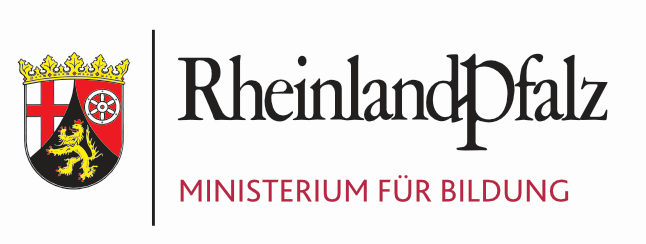 RheinlandPfalz
MINISTERIUM FÜR BILDUNG